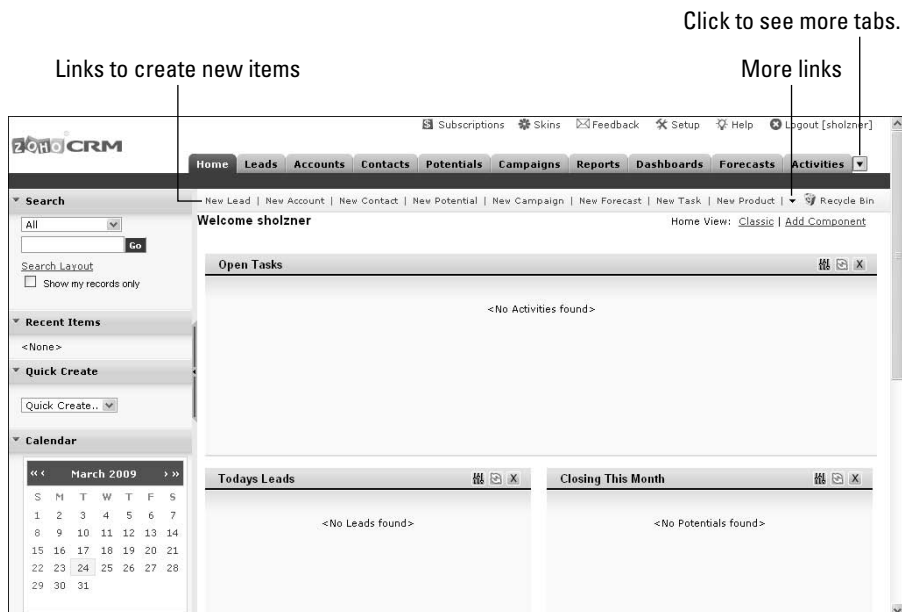 Click to see more tabs.
Links to create new items
More links
Subscriptions Skins Feedback Setup Help Logout [sholzner]
ZOHO CRM
Home Leads Accounts Contacts Potentials Campaigns Reports Dashboards Forecasts Activities
Search
New Lead | New Account | New Contact | New Potential | New Campaign | New Forecast | New Task | New Product | Recycle Bin
All
Welcome sholzner
Home View: Classic | Add Component
Go
Search Layout
Show my records only
Open Tasks
X
<No Activities found>
Recent Items
<None>
Quick Create
Quick Create..
Calendar
« ‹ March 2009 › »
S M T W T F S
1 2 3 4 5 6 7
8 9 10 11 12 13 14
15 16 17 18 19 20 21
22 23 24 25 26 27 28
29 30 31
Todays Leads
X
<No Leads found>
Closing This Month
X
<No Potentials found>